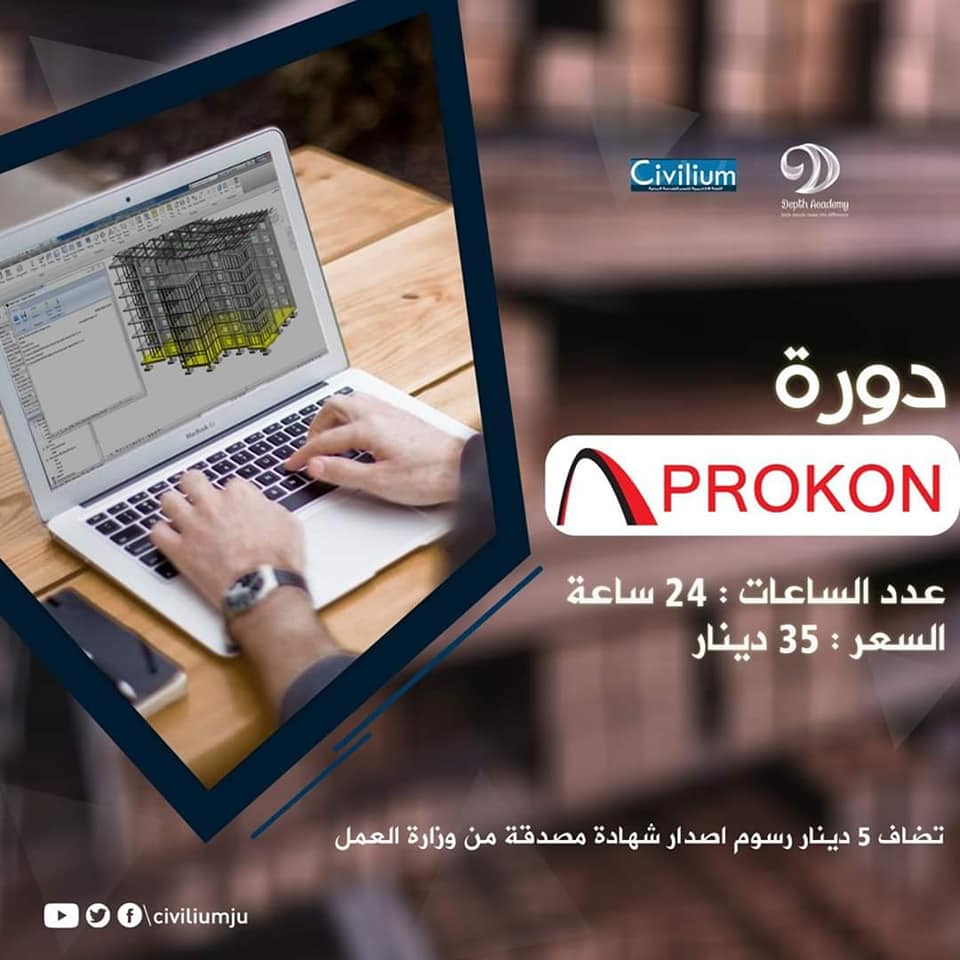 Civilium
Depth Academy
دورة
PROKON
عدد الساعات : 24 ساعة
السعر : 35 دينار
تضاف 5 دينار رسوم اصدار شهادة مصدقة من وزارة العمل
\civiliumju